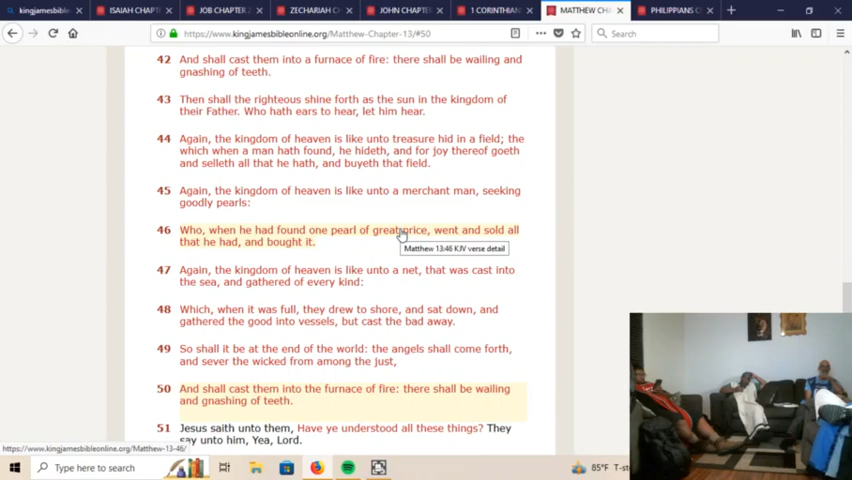 kingjamesbible
ISAIAH CHAPT
JOB CHAPTER
ZECHARIAH CH
JOHN CHAPTER
1 CORINTHIAN
MATTHEW CHA
PHILIPPIANS C
https://www.kingjamesbibleonline.org/Matthew-Chapter-13/#50
Search
42 And shall cast them into a furnace of fire: there shall be wailing and
gnashing of teeth.
43 Then shall the righteous shine forth as the sun in the kingdom of
their Father. Who hath ears to hear, let him hear.
44 Again, the kingdom of heaven is like unto treasure hid in a field; the
which when a man hath found, he hideth, and for joy thereof goeth
and selleth all that he hath, and buyeth that field.
45 Again, the kingdom of heaven is like unto a merchant man, seeking
goodly pearls:
46 Who, when he had found one pearl of great price, went and sold all
that he had, and bought it.
Matthew 13:46 KJV verse detail
47 Again, the kingdom of heaven is like unto a net, that was cast into
the sea, and gathered of every kind:
48 Which, when it was full, they drew to shore, and sat down, and
gathered the good into vessels, but cast the bad away.
49 So shall it be at the end of the world: the angels shall come forth,
and sever the wicked from among the just,
50 And shall cast them into the furnace of fire: there shall be wailing
and gnashing of teeth.
51 Jesus saith unto them, Have ye understood all these things? They
say unto him, Yea, Lord.
https://www.kingjamesbibleonline.org/Matthew-13-46/
Type here to search
85°F T-sto